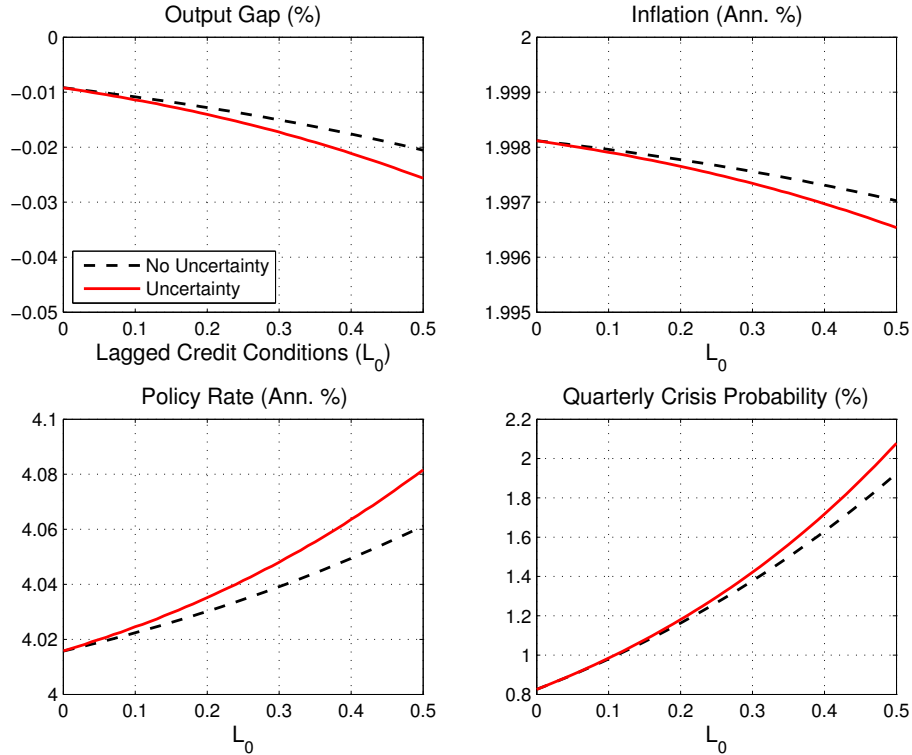 Output Gap (%)
0
−0.01
−0.02
−0.03
−0.04
−0.05
No Uncertainty
Uncertainty
0 0.1 0.2 0.3 0.4 0.5
Lagged Credit Conditions (L0)
Inflation (Ann. %)
2
1.999
1.998
1.997
1.996
1.995
0 0.1 0.2 0.3 0.4 0.5
L0
Policy Rate (Ann. %)
4.1
4.08
4.06
4.04
4.02
4
0 0.1 0.2 0.3 0.4 0.5
L0
Quarterly Crisis Probability (%)
2.2
2
1.8
1.6
1.4
1.2
1
0.8
0 0.1 0.2 0.3 0.4 0.5
L0